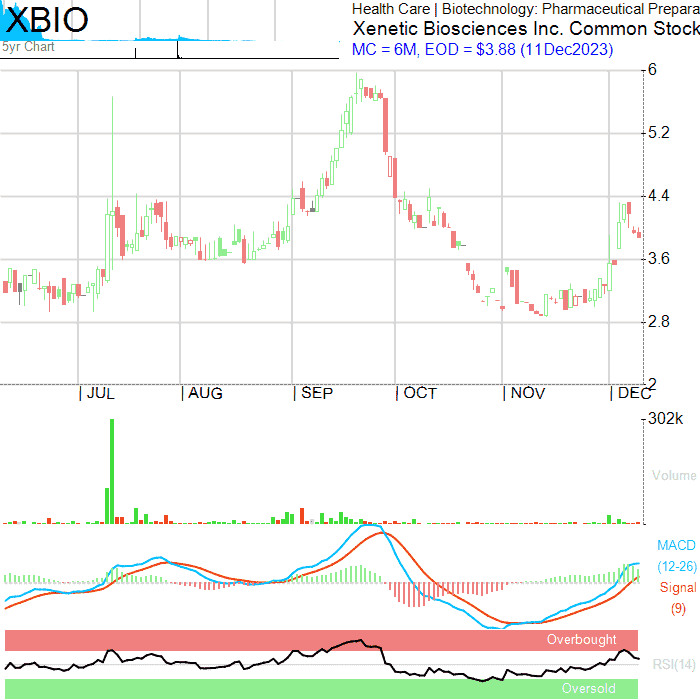 XBIO
5yr Chart
Health Care | Biotechnology: Pharmaceutical Prepara
Xenetic Biosciences Inc. Common Stock
MC = 6M, EOD = $3.88 (11Dec2023)
6
5.2
4.4
3.6
2.8
2
| JUL | AUG | SEP | OCT | NOV | DEC
302k
Volume
MACD
(12-26)
Signal
(9)
Overbought
RSI(14)
Oversold